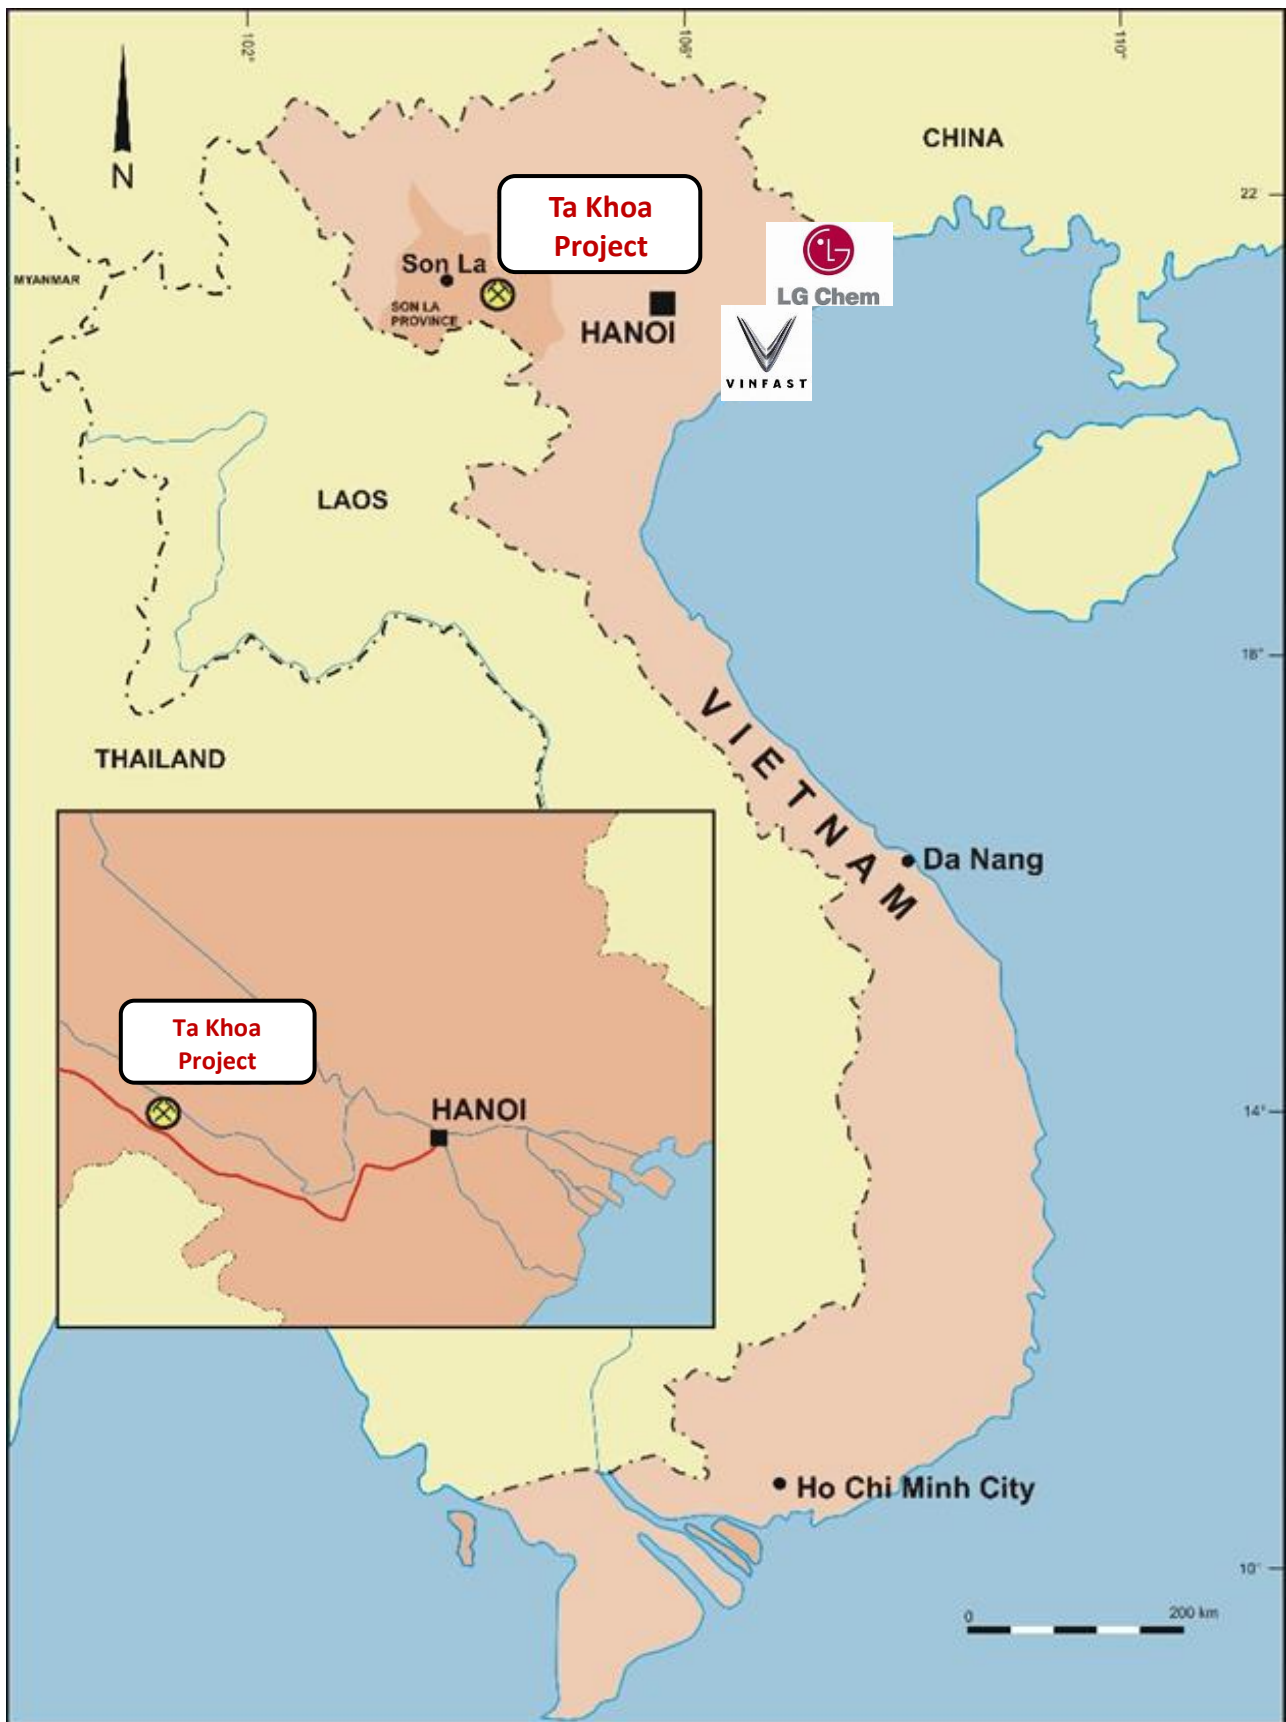 102°
106°
110°
CHINA
N
22°
Ta Khoa
Project
LG
LG Chem
Son La
MYANMAR
SON LA
PROVINCE
HANOI
VINFAST
LAOS
18°
VIETNAM
THAILAND
Da Nang
Ta Khoa
Project
HANOI
14°
Ho Chi Minh City
10°
0
200 km